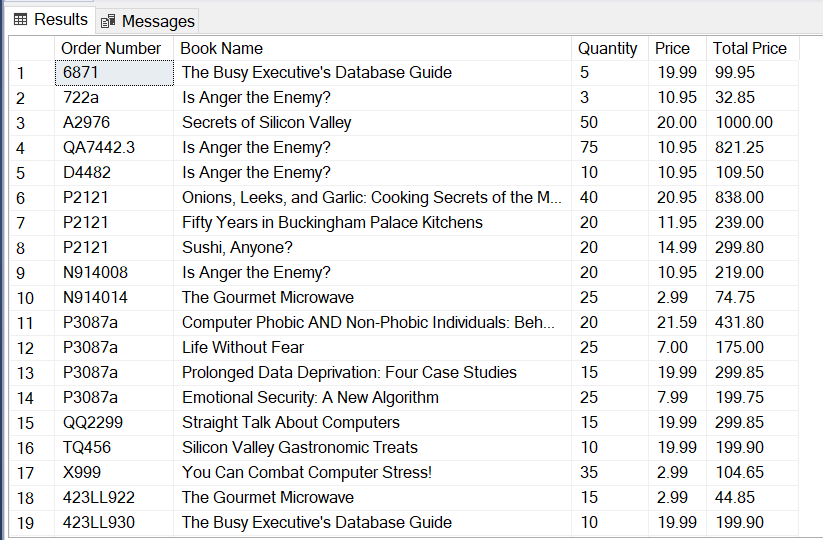 Results Messages
Order Number Book Name Quantity Price Total Price
1 6871 The Busy Executive's Database Guide 5 19.99 99.95
2 722a Is Anger the Enemy? 3 10.95 32.85
3 A2976 Secrets of Silicon Valley 50 20.00 1000.00
4 QA7442.3 Is Anger the Enemy? 75 10.95 821.25
5 D4482 Is Anger the Enemy? 10 10.95 109.50
6 P2121 Onions, Leeks, and Garlic: Cooking Secrets of the M... 40 20.95 838.00
7 P2121 Fifty Years in Buckingham Palace Kitchens 20 11.95 239.00
8 P2121 Sushi, Anyone? 20 14.99 299.80
9 N914008 Is Anger the Enemy? 20 10.95 219.00
10 N914014 The Gourmet Microwave 25 2.99 74.75
11 P3087a Computer Phobic AND Non-Phobic Individuals: Beh... 20 21.59 431.80
12 P3087a Life Without Fear 25 7.00 175.00
13 P3087a Prolonged Data Deprivation: Four Case Studies 15 19.99 299.85
14 P3087a Emotional Security: A New Algorithm 25 7.99 199.75
15 QQ2299 Straight Talk About Computers 15 19.99 299.85
16 TQ456 Silicon Valley Gastronomic Treats 10 19.99 199.90
17 X999 You Can Combat Computer Stress! 35 2.99 104.65
18 423LL922 The Gourmet Microwave 15 2.99 44.85
19 423LL930 The Busy Executive's Database Guide 10 19.99 199.90